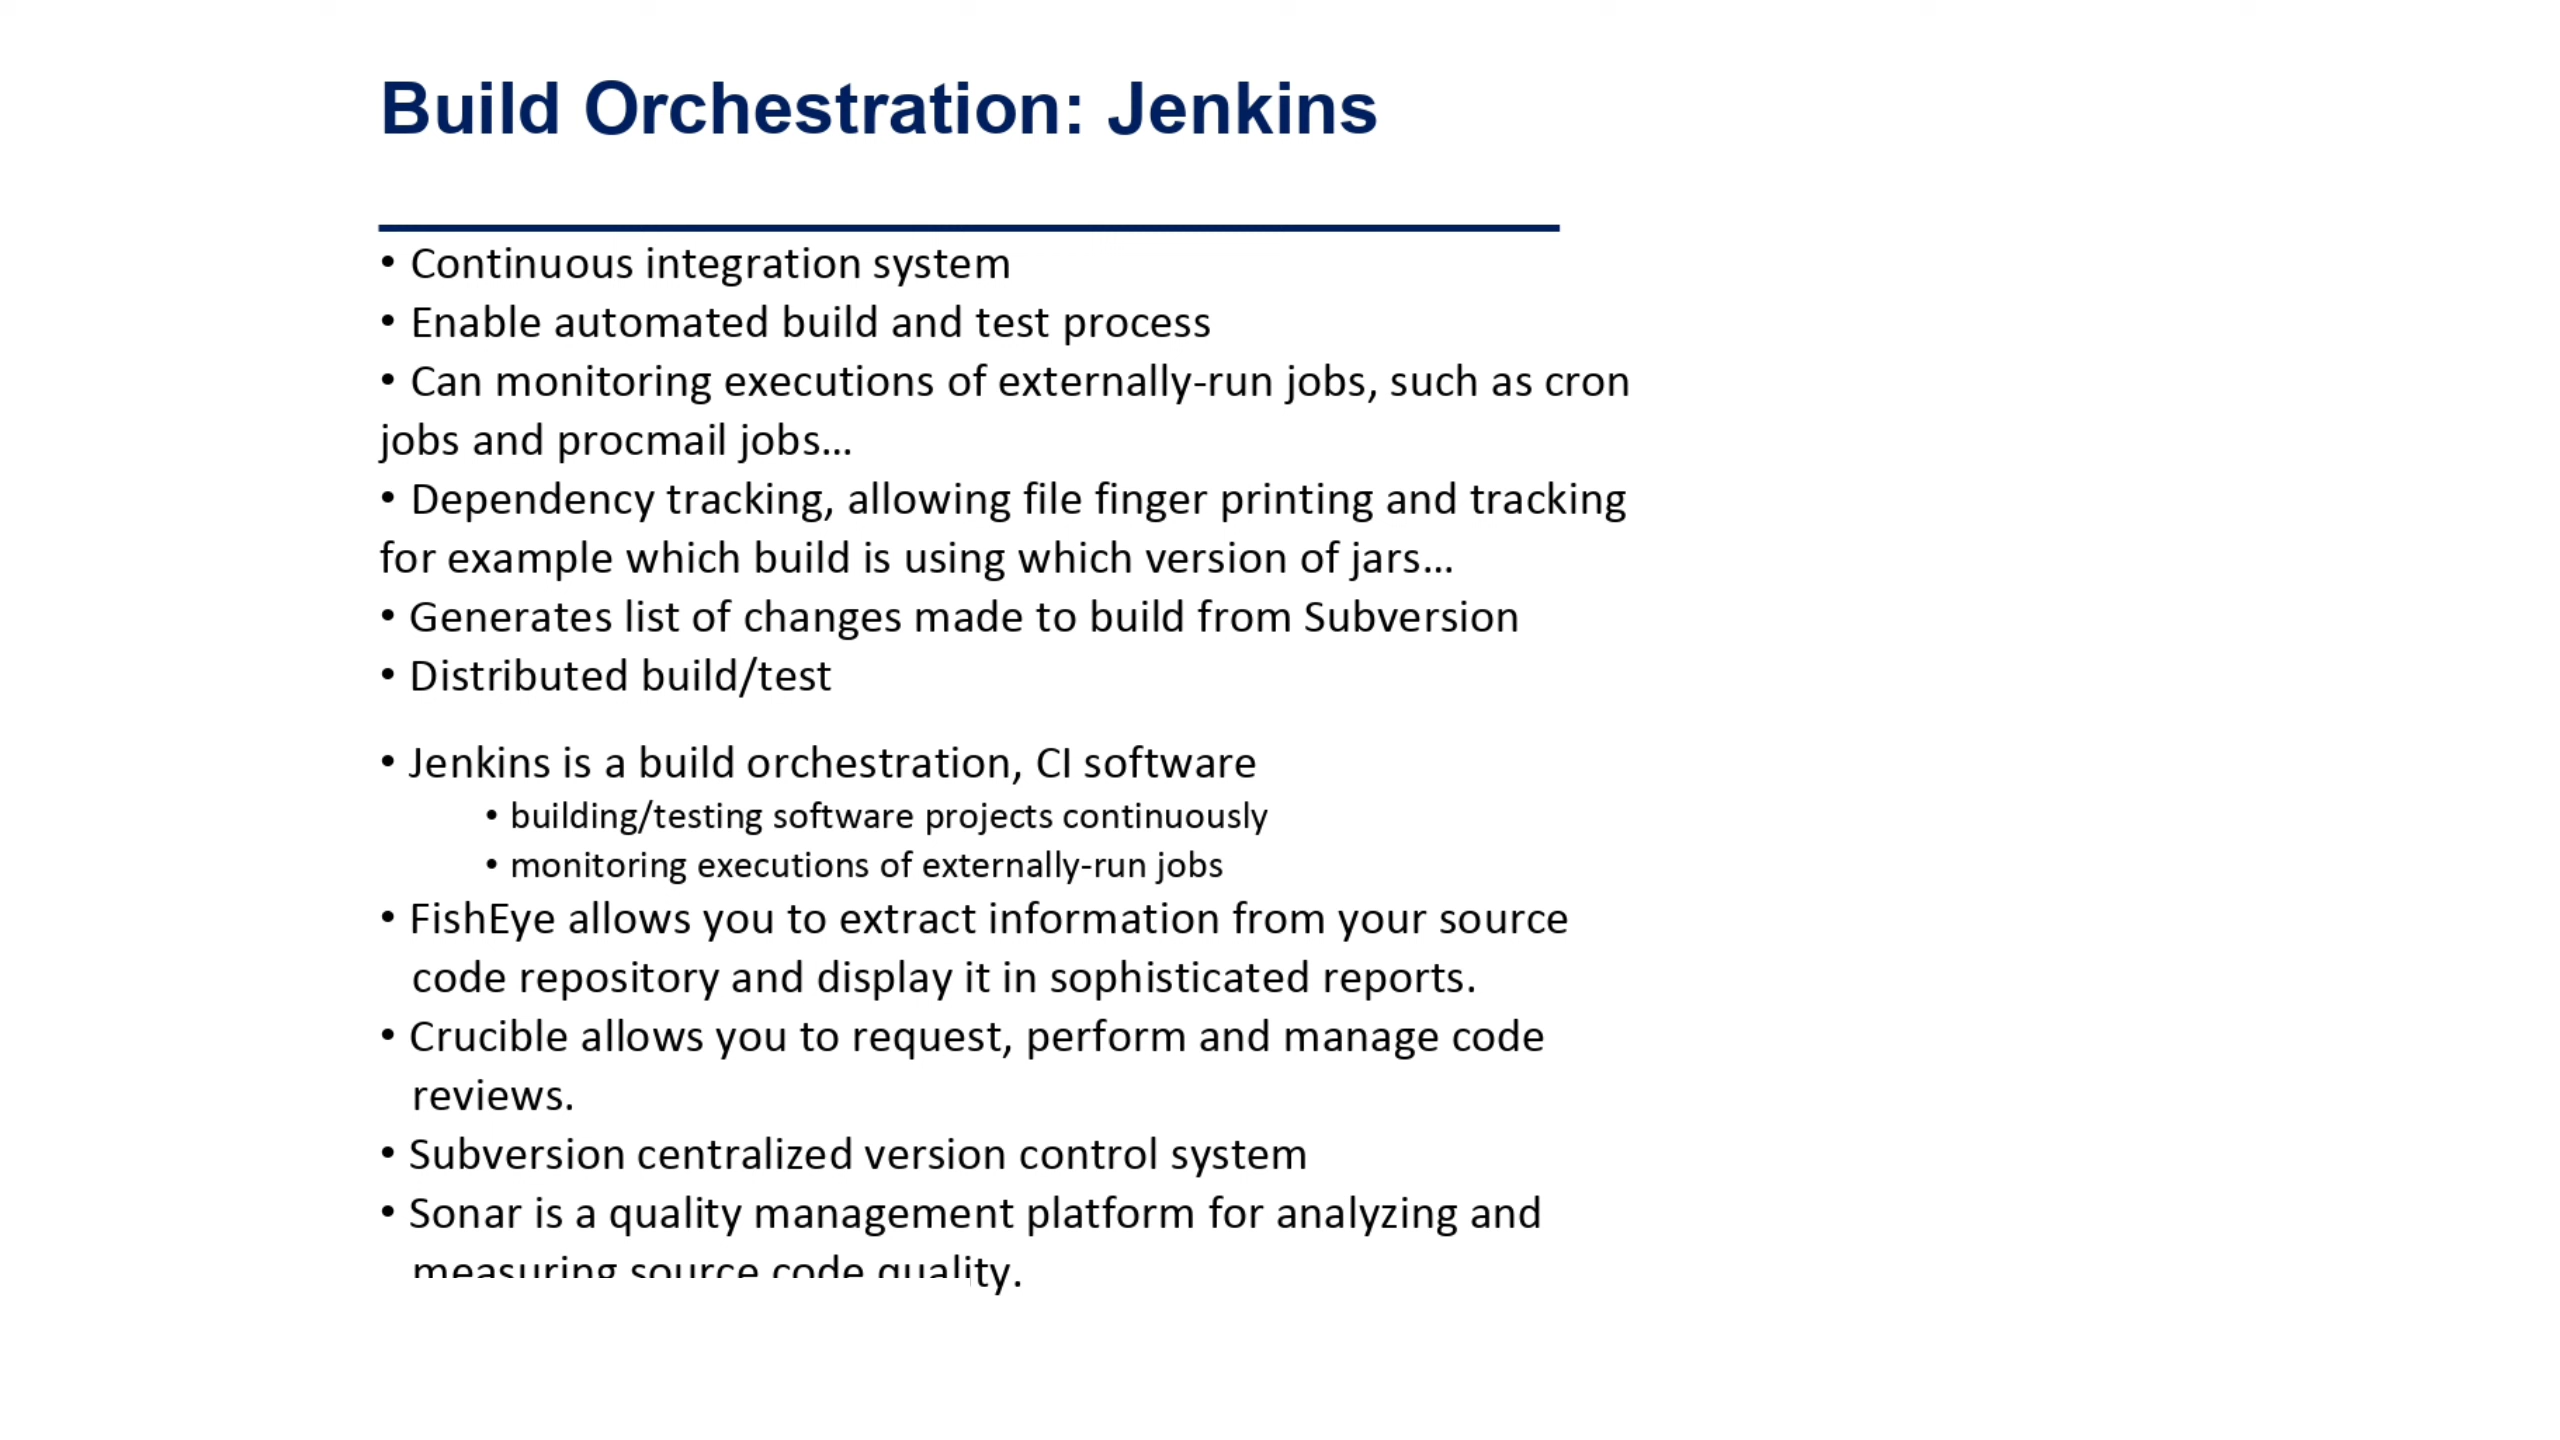 Build Orchestration: Jenkins
• Continuous integration system
• Enable automated build and test process
• Can monitoring executions of externally-run jobs, such as cron
jobs and procmail jobs…
• Dependency tracking, allowing file finger printing and tracking
for example which build is using which version of jars…
• Generates list of changes made to build from Subversion
• Distributed build/test
• Jenkins is a build orchestration, CI software
• building/testing software projects continuously
• monitoring executions of externally-run jobs
• FishEye allows you to extract information from your source
code repository and display it in sophisticated reports.
• Crucible allows you to request, perform and manage code
reviews.
• Subversion centralized version control system
• Sonar is a quality management platform for analyzing and
measuring source code quality.